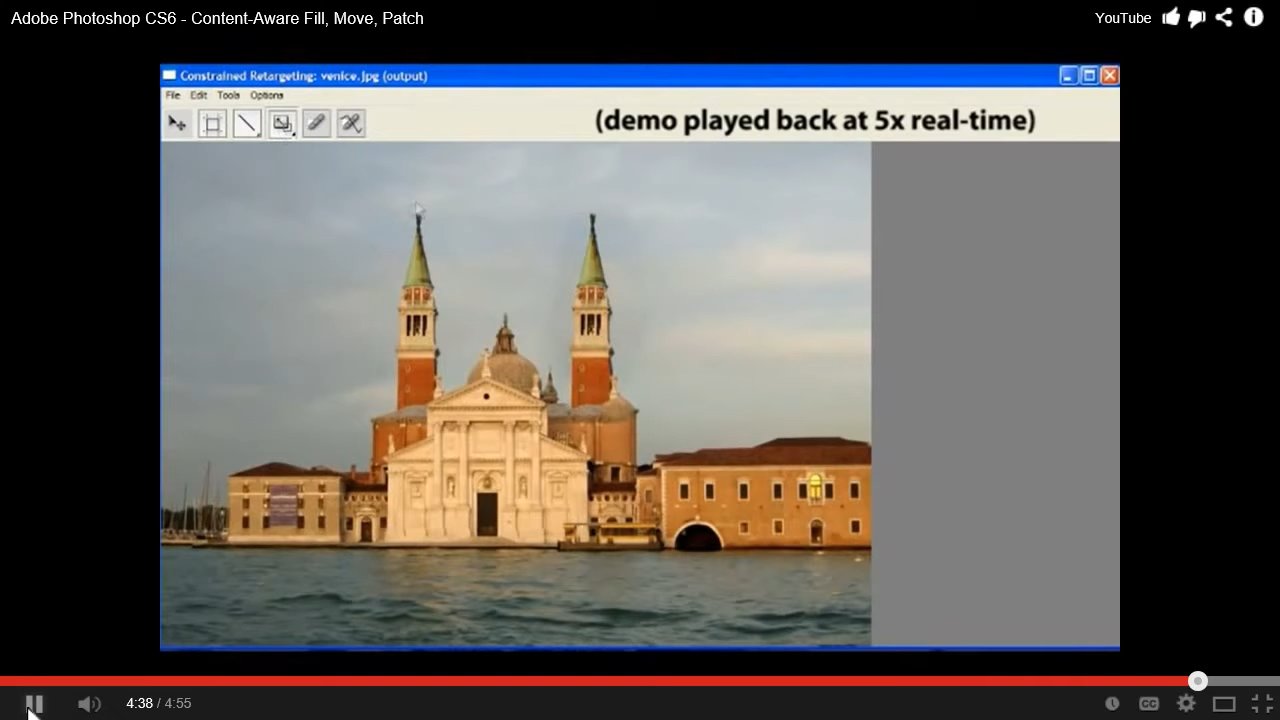 Adobe Photoshop CS6 - Content-Aware Fill, Move, Patch
YouTube
Constrained Retargeting: venice.jpg (output)
File Edit Tools Options
(demo played back at 5x real-time)
4:38 / 4:55
CC